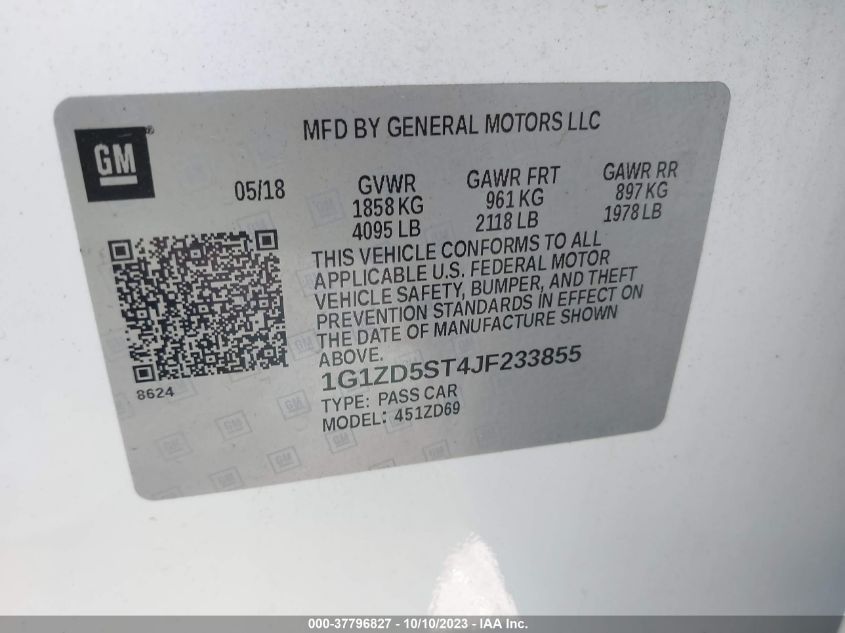 MFD BY GENERAL MOTORS LLC
GM®
05/18
GVWR
1858 KG
4095 LB
GAWR FRT
961 KG
2118 LB
GAWR RR
897 KG
1978 LB
THIS VEHICLE CONFORMS TO ALL
APPLICABLE U.S. FEDERAL MOTOR
VEHICLE SAFETY, BUMPER, AND THEFT
PREVENTION STANDARDS IN EFFECT ON
THE DATE OF MANUFACTURE SHOWN
ABOVE.
8624
1G1ZD5ST4JF233855
TYPE: PASS CAR
MODEL: 451ZD69
GM
GM
GM
000-37796827 - 10/10/2023 - IAA Inc.